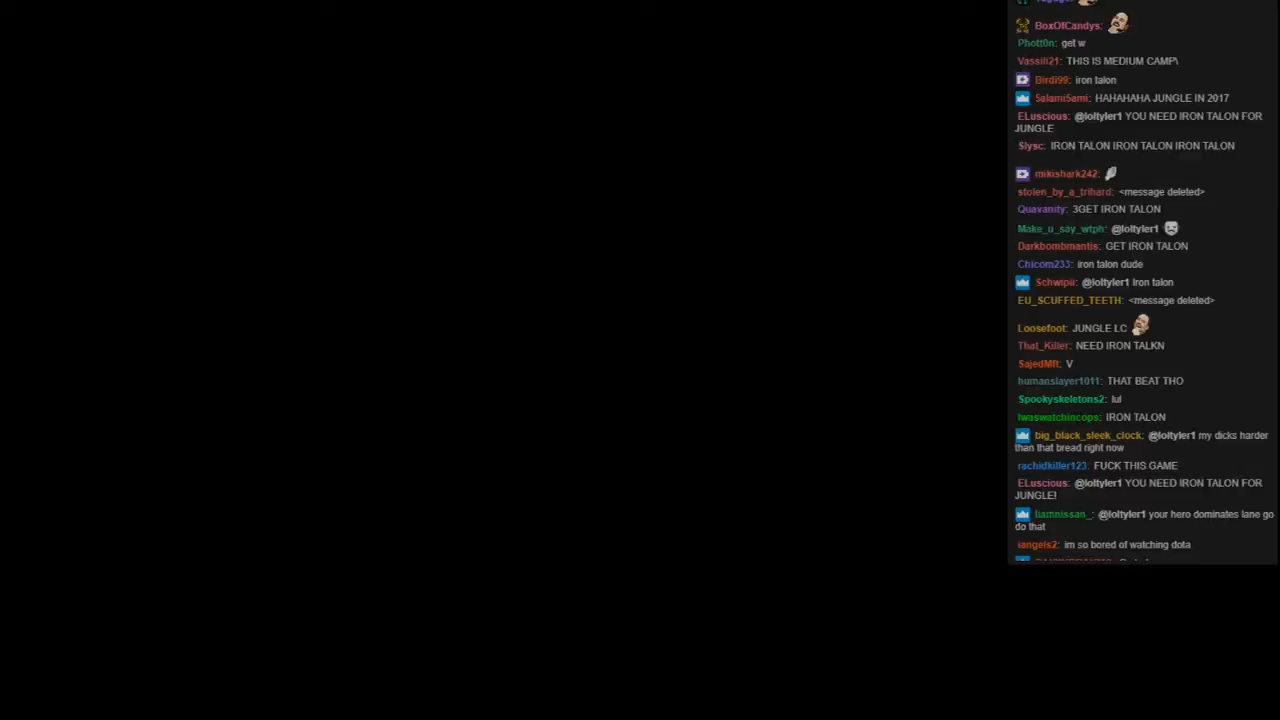 BoxOfCandys:
Phott0n: get w
Vassili21: THIS IS MEDIUM CAMP\
Birdi99: iron talon
5alami5ami: HAHAHAHA JUNGLE IN 2017
ELuscious: @loltyler1 YOU NEED IRON TALON FOR
JUNGLE
Slysc: IRON TALON IRON TALON IRON TALON
mikishark242:
stolen_by_a_trihard: <message deleted>
Quavanity: 3GET IRON TALON
Make_u_say_wtph: @loltyler1
Darkbombmantis: GET IRON TALON
Chicom233: iron talon dude
Schwipii: @loltyler1 Iron talon
EU_SCUFFED_TEETH: <message deleted>
Loosefoot: JUNGLE LC
That_Killer: NEED IRON TALKN
SajedMft: V
humanslayer1011: THAT BEAT THO
Spookyskeletons2: lul
Iwaswatchincops: IRON TALON
big_black_sleek_clock: @loltyler1 my dicks harder
than that bread right now
rachidkiller123: FUCK THIS GAME
ELuscious: @loltyler1 YOU NEED IRON TALON FOR
JUNGLE!
liamnissan_: @loltyler1 your hero dominates lane go
do that
iangels2: im so bored of watching dota